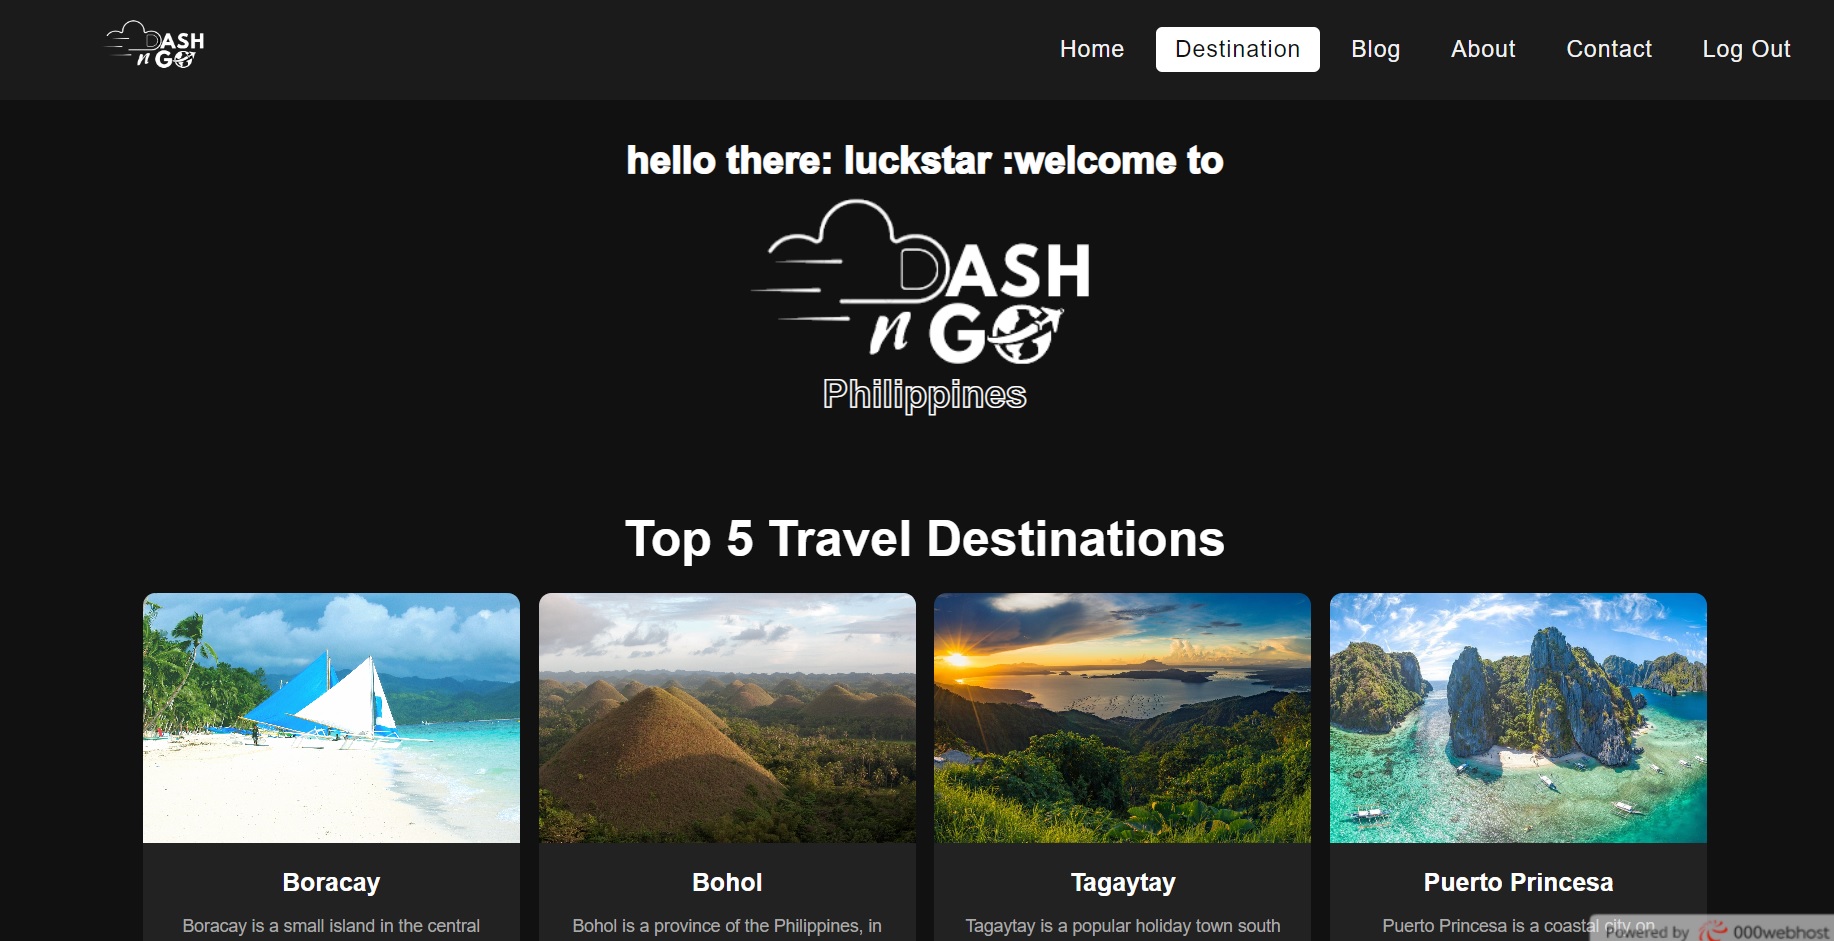 DASH
n GO
Home Destination Blog About Contact Log Out
hello there: luckstar :welcome to
DASH
n GO
Philippines
Top 5 Travel Destinations
Boracay Bohol Tagaytay Puerto Princesa
Boracay is a small island in the central Bohol is a province of the Philippines, in Tagaytay is a popular holiday town south Puerto Princesa is a coastal city on
Powered by 000webhost